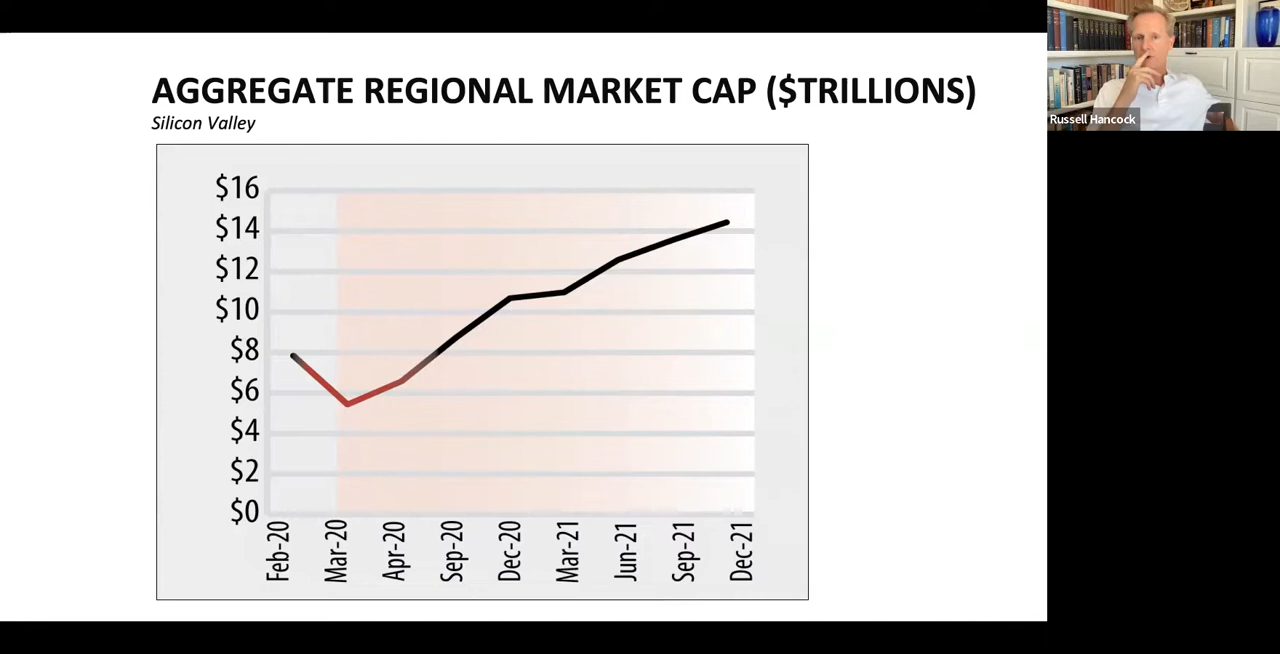 AGGREGATE REGIONAL MARKET CAP ($TRILLIONS)
Silicon Valley
Russell Hancock
$16
$14
$12
$10
$8
$6
$4
$2
$0
Feb-20
Mar-20
Apr-20
Sep-20
Dec-20
Mar-21
Jun-21
Sep-21
Dec-21